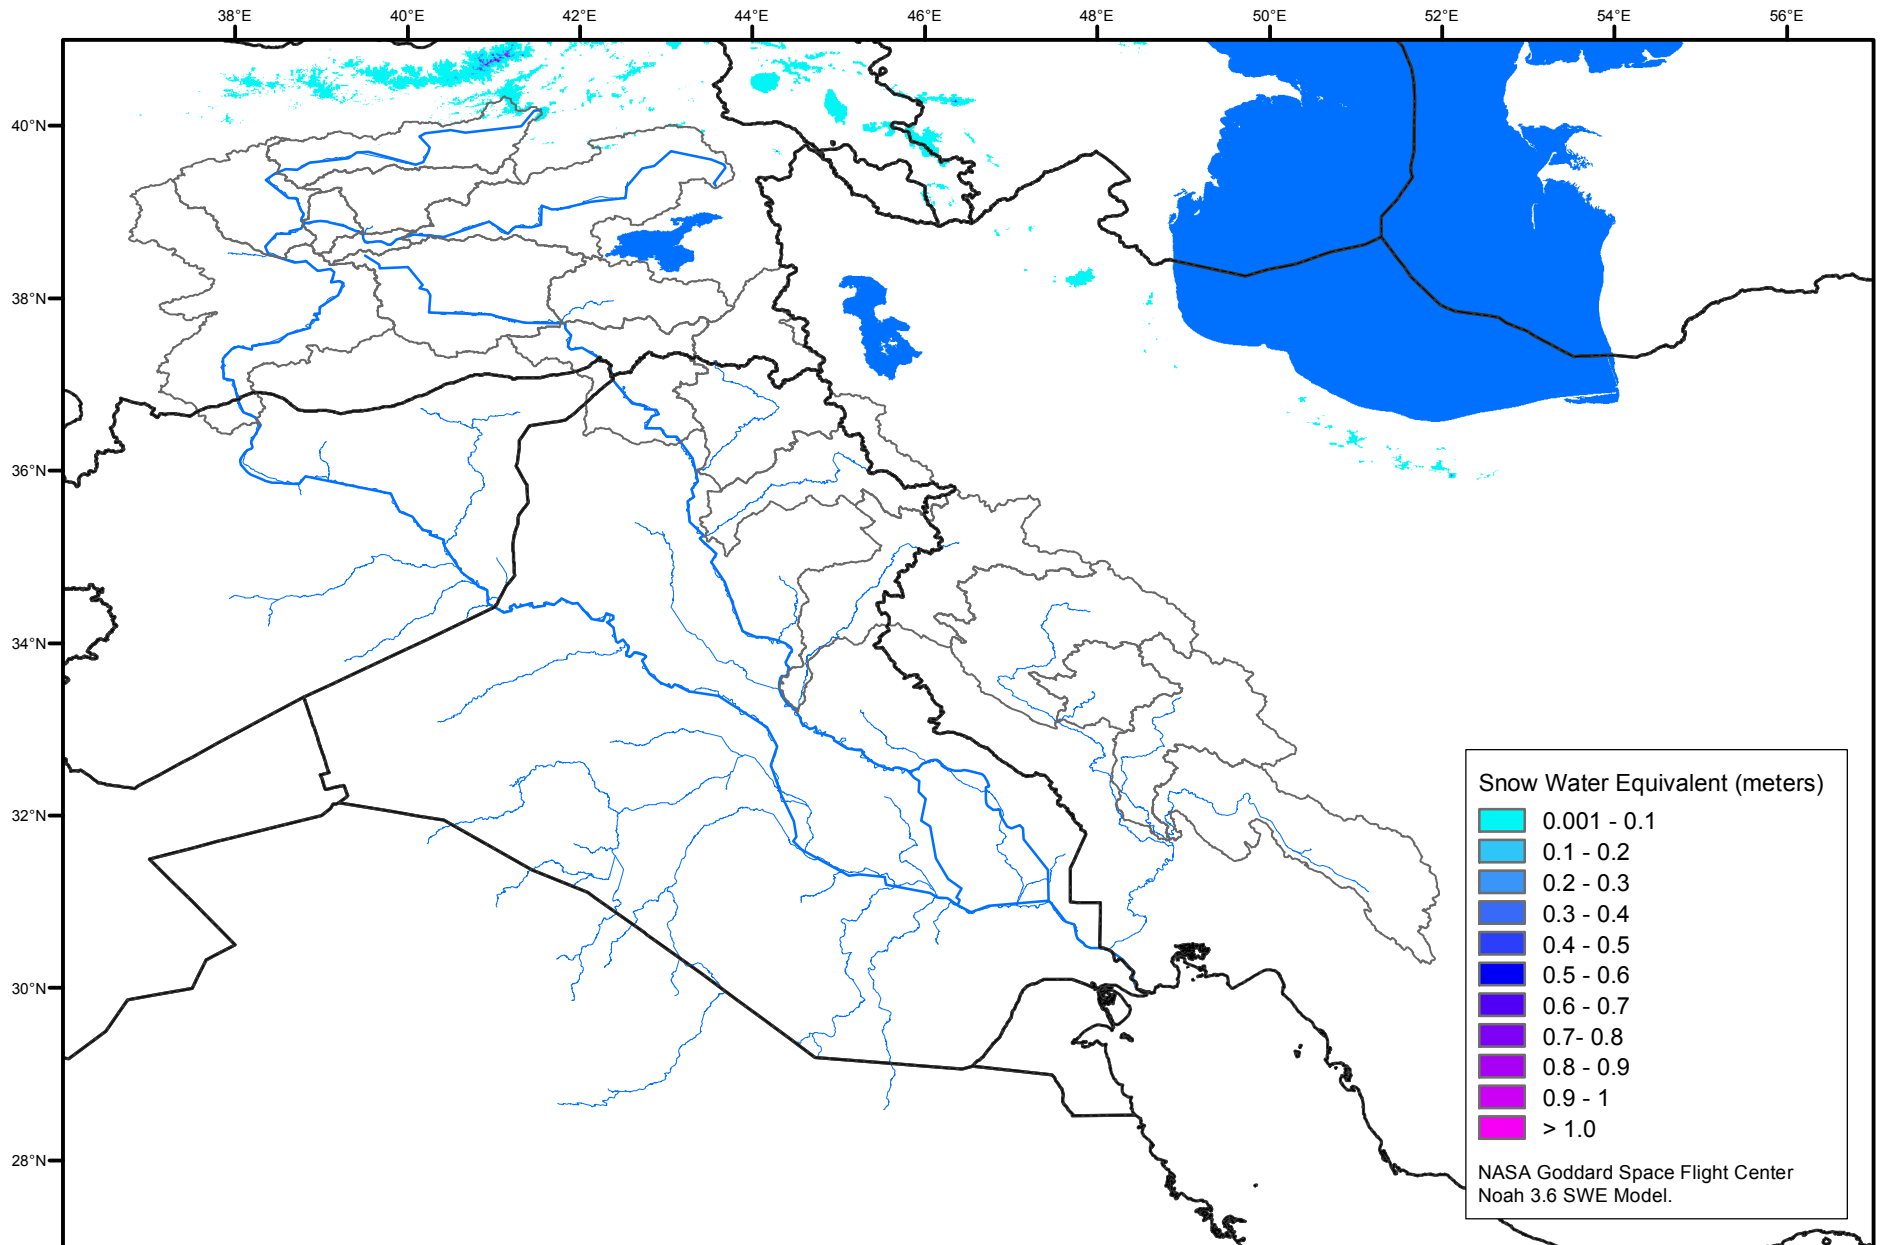 38°E 40°E 42°E 44°E 46°E 48°E 50°E 52°E 54°E 56°E
40°N
38°N
36°N
34°N
32°N
30°N
28°N
Snow Water Equivalent (meters)
0.001 - 0.1
0.1 - 0.2
0.2 - 0.3
0.3 - 0.4
0.4 - 0.5
0.5 - 0.6
0.6 - 0.7
0.7- 0.8
0.8 - 0.9
0.9 - 1
> 1.0
NASA Goddard Space Flight Center
Noah 3.6 SWE Model.